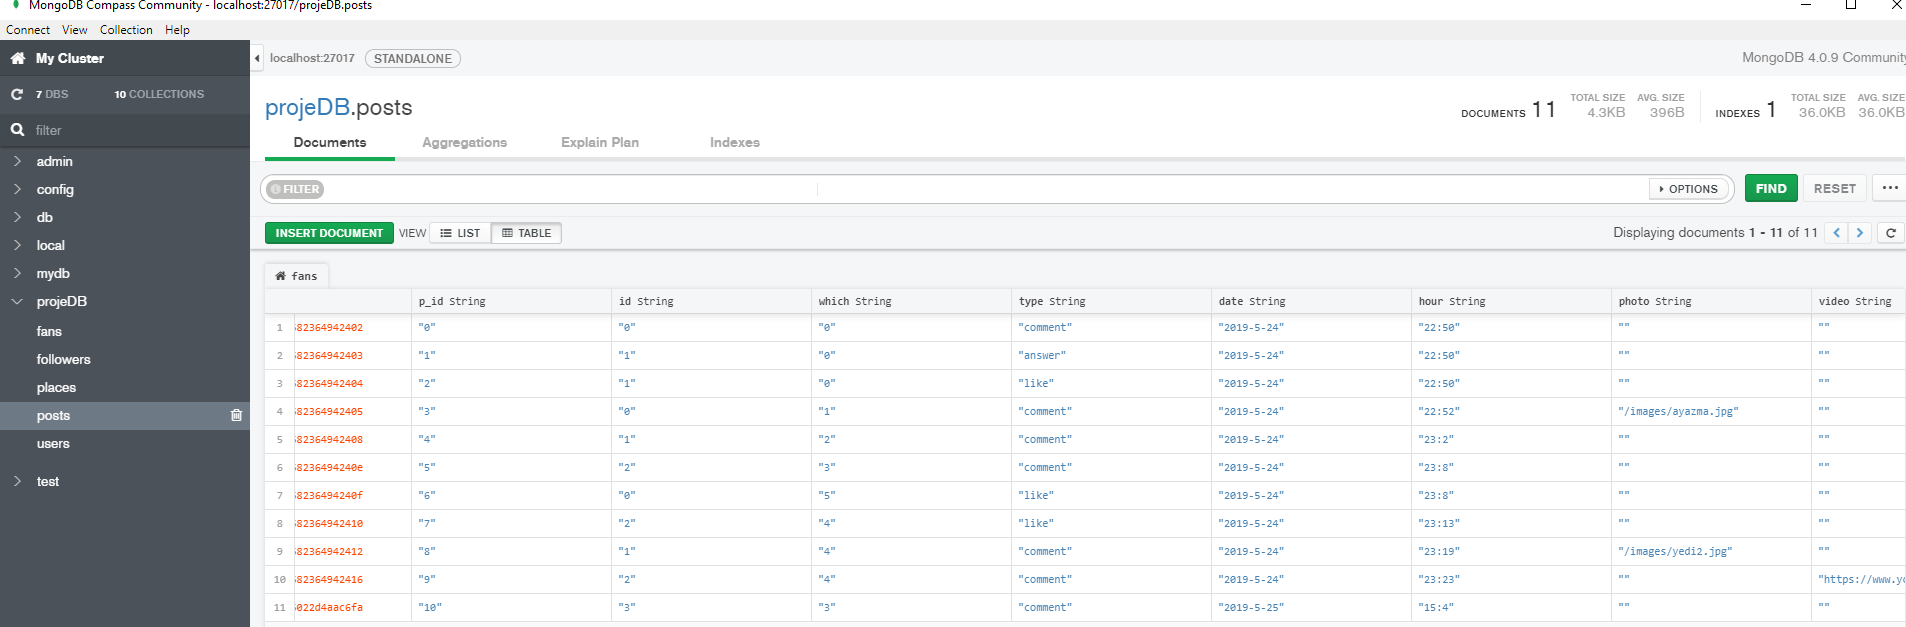 MongoDB Compass Community - localhost:27017/projeDB.posts
Connect View Collection Help
My Cluster
localhost:27017 STANDALONE
MongoDB 4.0.9 Community
7 DBS 10 COLLECTIONS
filter
projeDB.posts
DOCUMENTS 11 TOTAL SIZE 4.3KB AVG. SIZE 396B INDEXES 1 TOTAL SIZE 36.0KB AVG. SIZE 36.0KB
Documents Aggregations Explain Plan Indexes
admin
config
db
local
mydb
projeDB
fans
followers
places
posts
users
test
FILTER OPTIONS FIND RESET ...
INSERT DOCUMENT VIEW LIST TABLE Displaying documents 1 - 11 of 11
fans
p_id String id String which String type String date String hour String photo String video String
1 82364942402 "0" "0" "0" "comment" "2019-5-24" "22:50" "" ""
2 82364942403 "1" "1" "0" "answer" "2019-5-24" "22:50" "" ""
3 82364942404 "2" "1" "0" "like" "2019-5-24" "22:50" "" ""
4 82364942405 "3" "0" "1" "comment" "2019-5-24" "22:52" "/images/ayazma.jpg" ""
5 82364942408 "4" "1" "2" "comment" "2019-5-24" "23:2" "" ""
6 8236494240e "5" "2" "3" "comment" "2019-5-24" "23:8" "" ""
7 8236494240f "6" "0" "5" "like" "2019-5-24" "23:8" "" ""
8 82364942410 "7" "2" "4" "like" "2019-5-24" "23:13" "" ""
9 82364942412 "8" "1" "4" "comment" "2019-5-24" "23:19" "/images/yedi2.jpg" ""
10 82364942416 "9" "2" "4" "comment" "2019-5-24" "23:23" "" "https://www.yo
11 022d4aac6fa "10" "3" "3" "comment" "2019-5-25" "15:4" "" ""